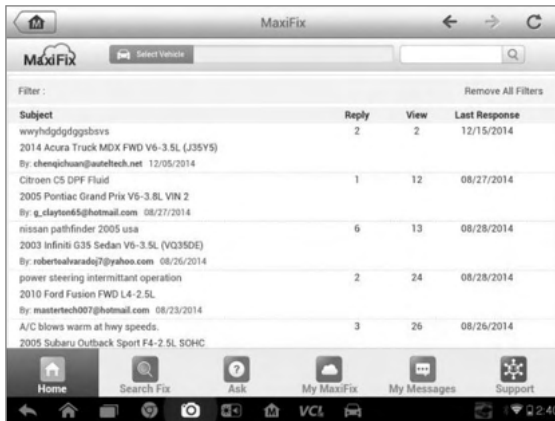 MaxiFix
MaxiFix
Select Vehicle
Filter :
Remove All Filters
Subject Reply View Last Response
wwyhdgdgdggsbsvs 2 2 12/15/2014
2014 Acura Truck MDX FWD V6-3.5L (J35Y5)
By: chenqichuan@auteltech.net 12/05/2014
Citroen C5 DPF Fluid 1 12 08/27/2014
2005 Pontiac Grand Prix V6-3.8L VIN 2
By: g_clayton65@hotmail.com 08/27/2014
nissan pathfinder 2005 usa 6 13 08/28/2014
2003 Infiniti G35 Sedan V6-3.5L (VQ35DE)
By: robertoalvaradoj7@yahoo.com 08/26/2014
power steering intermittant operation 2 24 08/28/2014
2010 Ford Fusion FWD L4-2.5L
By: mastertech007@hotmail.com 08/23/2014
A/C blows warm at hwy speeds. 3 26 08/26/2014
2005 Subaru Outback Sport F4-2.5L SOHC
Home Search Fix Ask My MaxiFix My Messages Support
VCI 2:40